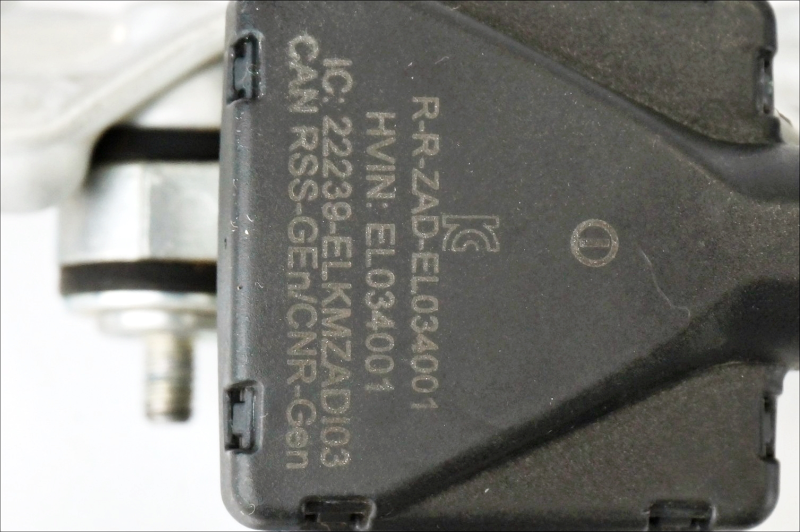 R-R-ZAD-EL034001
HVIN: EL034001
IC: 22239-ELKMZADI03
CAN RSS-GEn/CNR-Gen